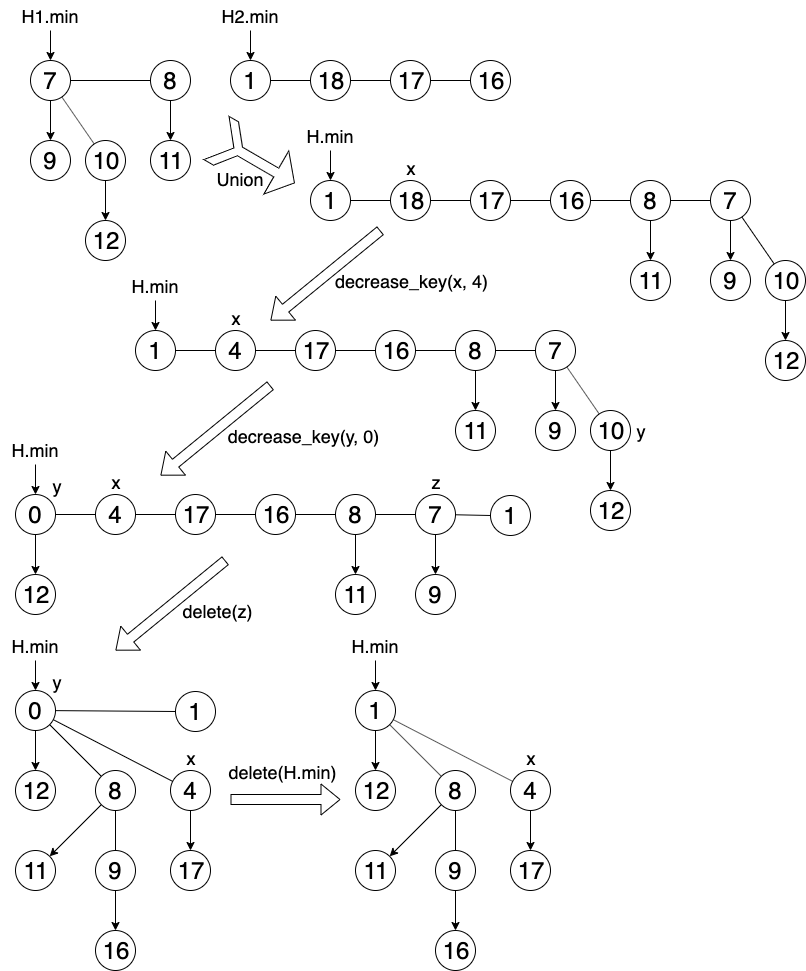 H1.min H2.min
7 8 1 18 17 16
H.min
9 10 11
x
Union
1 18 17 16 8 7
12
decrease_key(x, 4)
11 9 10
H.min
x
1 4 17 16 8 7
12
decrease_key(y, 0)
11 9 10 y
H.min
y x z
0 4 17 16 8 7 1
12
12 11 9
delete(z)
H.min H.min
y
0 1 1
x x
delete(H.min)
12 8 4 12 8 4
11 9 17 11 9 17
16 16